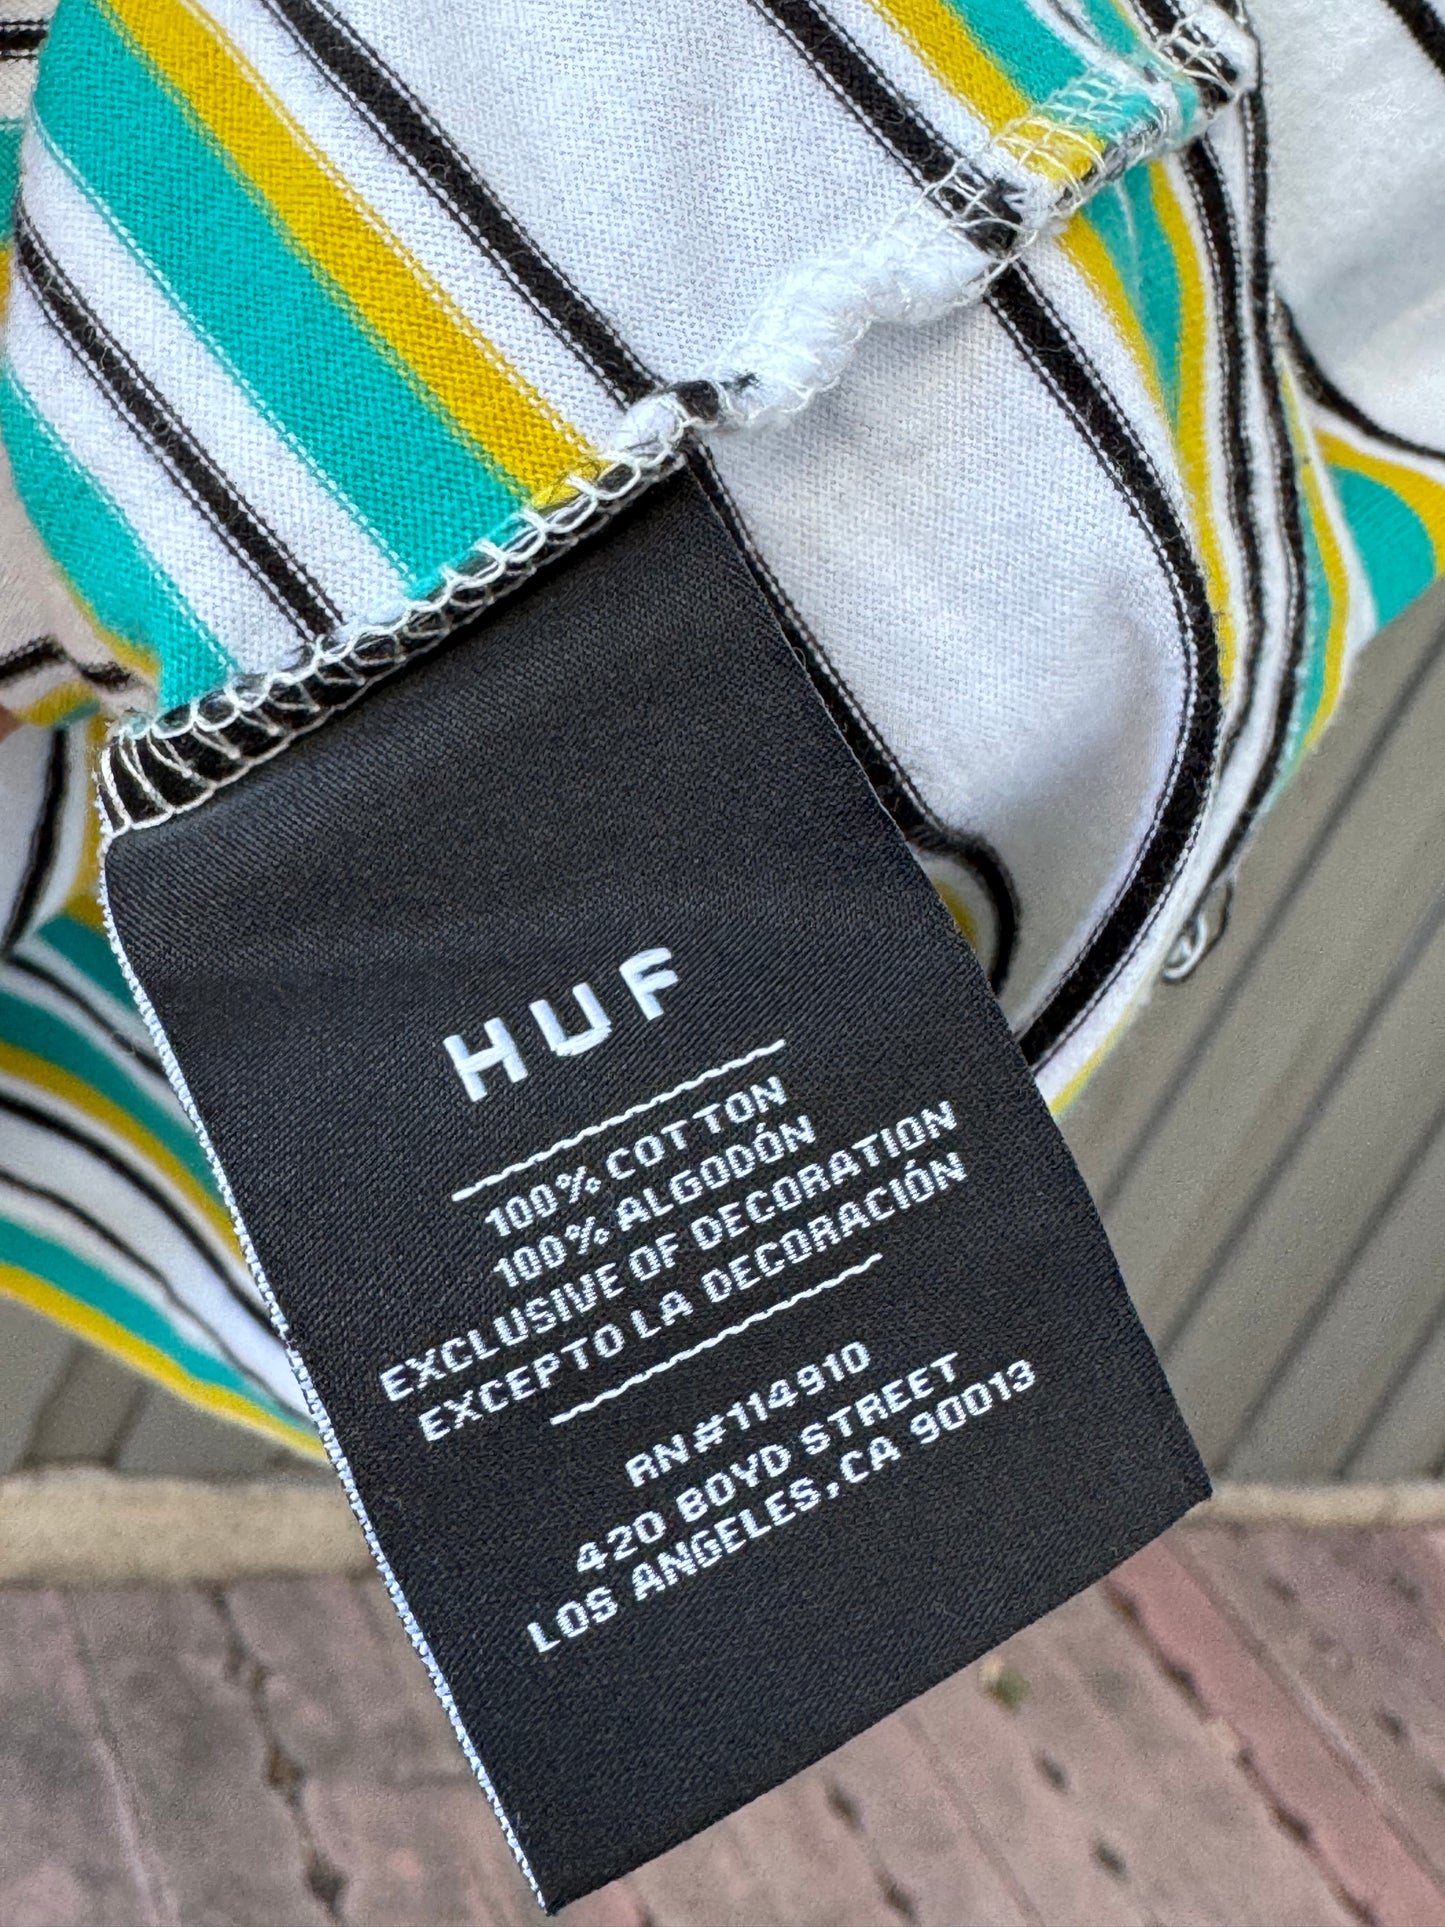 HUF
100% COTTON
100% ALGODÓN
EXCLUSIVE OF DECORATION
EXCEPTO LA DECORACIÓN
RN#114910
420 BOYD STREET
LOS ANGELES, CA 90013